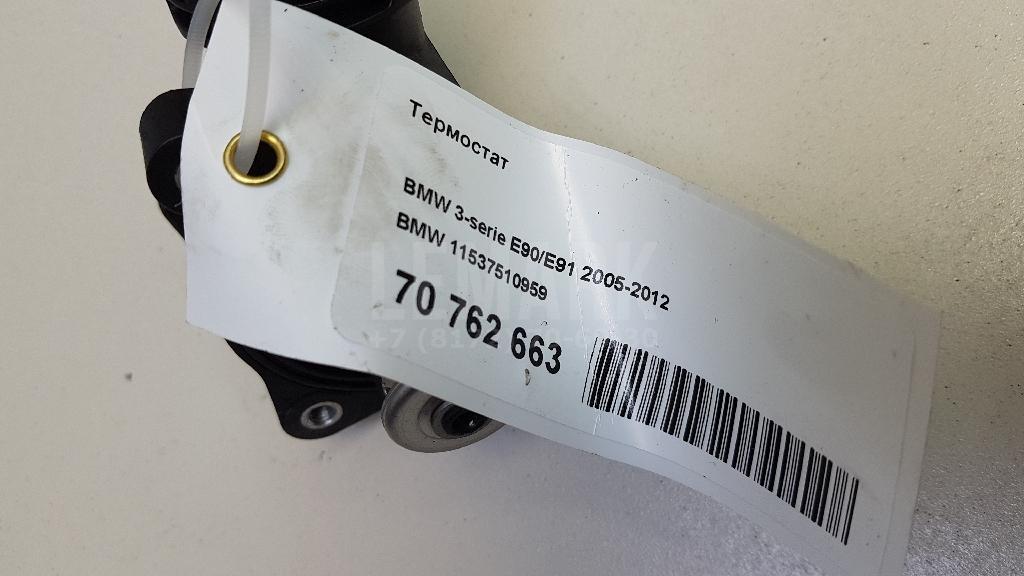 Термостат
BMW 3-serie E90/E91 2005-2012
BMW 11537510959
70 762 663